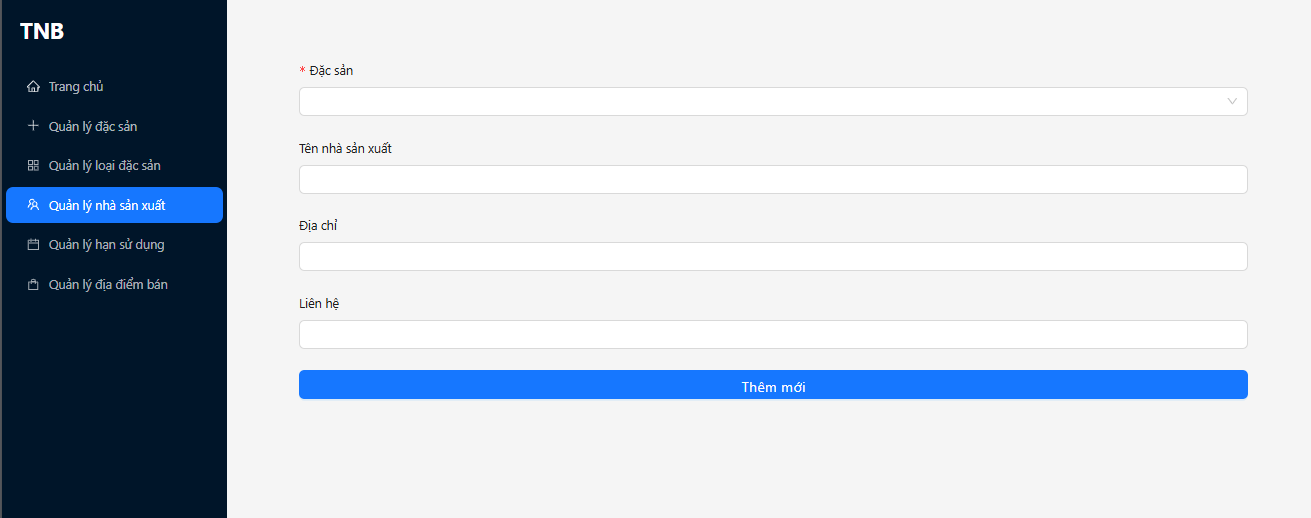 TNB
Trang chủ
Quản lý đặc sản
Quản lý loại đặc sản
Quản lý nhà sản xuất
Quản lý hạn sử dụng
Quản lý địa điểm bán
* Đặc sản
Tên nhà sản xuất
Địa chỉ
Liên hệ
Thêm mới